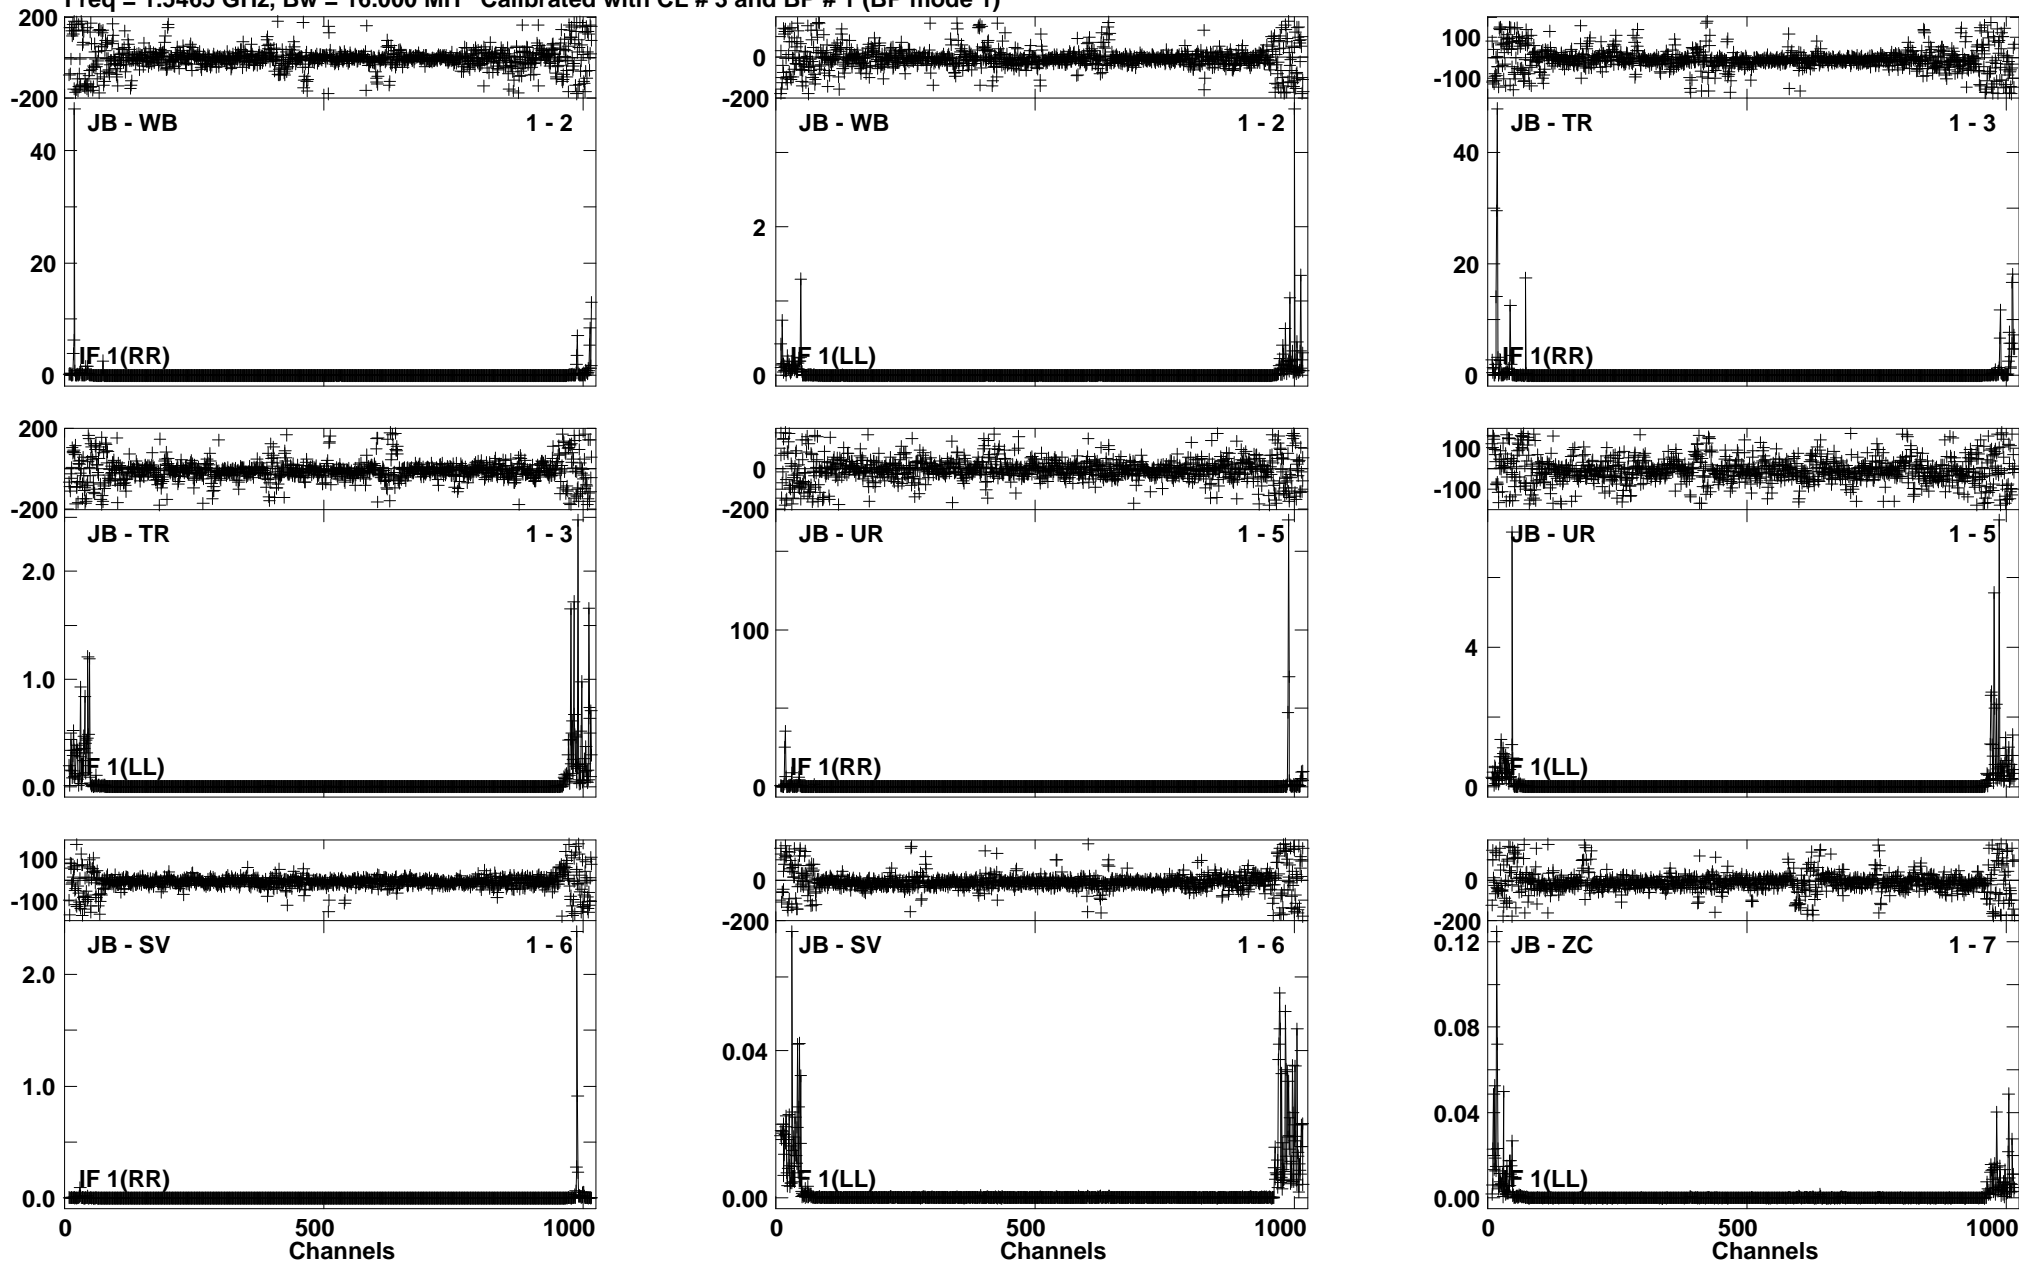 Freq = 1.5465 GHz, Bw = 16.000 MH Calibrated with CL # 3 and BP # 1 (BP mode 1)
200
-200
JB - WB 1 - 2
40
20
0
IF 1(RR)
0
-200
JB - WB 1 - 2
2
0
IF 1(LL)
100
-100
JB - TR 1 - 3
40
20
0
IF 1(RR)
200
-200
JB - TR 1 - 3
2.0
1.0
0.0
IF 1(LL)
0
-200
JB - UR 1 - 5
100
0
IF 1(RR)
100
-100
JB - UR 1 - 5
4
0
IF 1(LL)
100
-100
JB - SV 1 - 6
2.0
1.0
0.0
IF 1(RR)
0 500 1000
Channels
0
-200
JB - SV 1 - 6
0.04
0.00
IF 1(LL)
0 500 1000
Channels
0
-200
JB - ZC 1 - 7
0.12
0.08
0.04
0.00
IF 1(LL)
0 500 1000
Channels